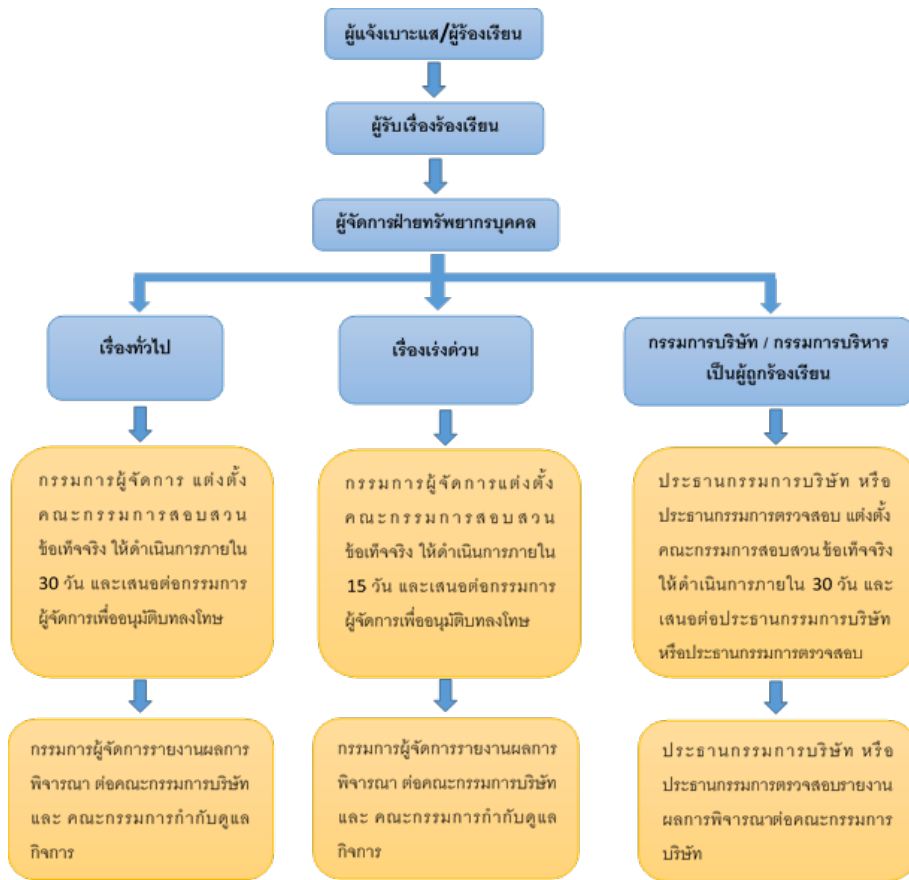 ผู้แจ้งเบาะแส/ผู้ร้องเรียน
ผู้รับเรื่องร้องเรียน
ผู้จัดการฝ่ายทรัพยากรบุคคล
เรื่องทั่วไป
เรื่องเร่งด่วน
กรรมการบริษัท / กรรมการบริหาร
เป็นผู้ถูกร้องเรียน
กรรมการผู้จัดการ แต่งตั้ง
คณะกรรมการสอบสวน
ข้อเท็จจริง ให้ดำเนินการภายใน
30 วัน และเสนอต่อกรรมการ
ผู้จัดการเพื่ออนุมัติบทลงโทษ
กรรมการผู้จัดการแต่งตั้ง
คณะกรรมการสอบสวน
ข้อเท็จจริง ให้ดำเนินการภายใน
15 วัน และเสนอต่อกรรมการ
ผู้จัดการเพื่ออนุมัติบทลงโทษ
ประธานกรรมการบริษัท หรือ
ประธานกรรมการตรวจสอบ แต่งตั้ง
คณะกรรมการสอบสวน ข้อเท็จจริง
ให้ดำเนินการภายใน 30 วัน และ
เสนอต่อประธานกรรมการบริษัท
หรือประธานกรรมการตรวจสอบ
กรรมการผู้จัดการรายงานผลการ
พิจารณา ต่อคณะกรรมการบริษัท
และ คณะกรรมการกำกับดูแล
กิจการ
กรรมการผู้จัดการรายงานผลการ
พิจารณา ต่อคณะกรรมการบริษัท
และ คณะกรรมการกำกับดูแล
กิจการ
ประธานกรรมการบริษัท หรือ
ประธานกรรมการตรวจสอบรายงาน
ผลการพิจารณาต่อคณะกรรมการ
บริษัท